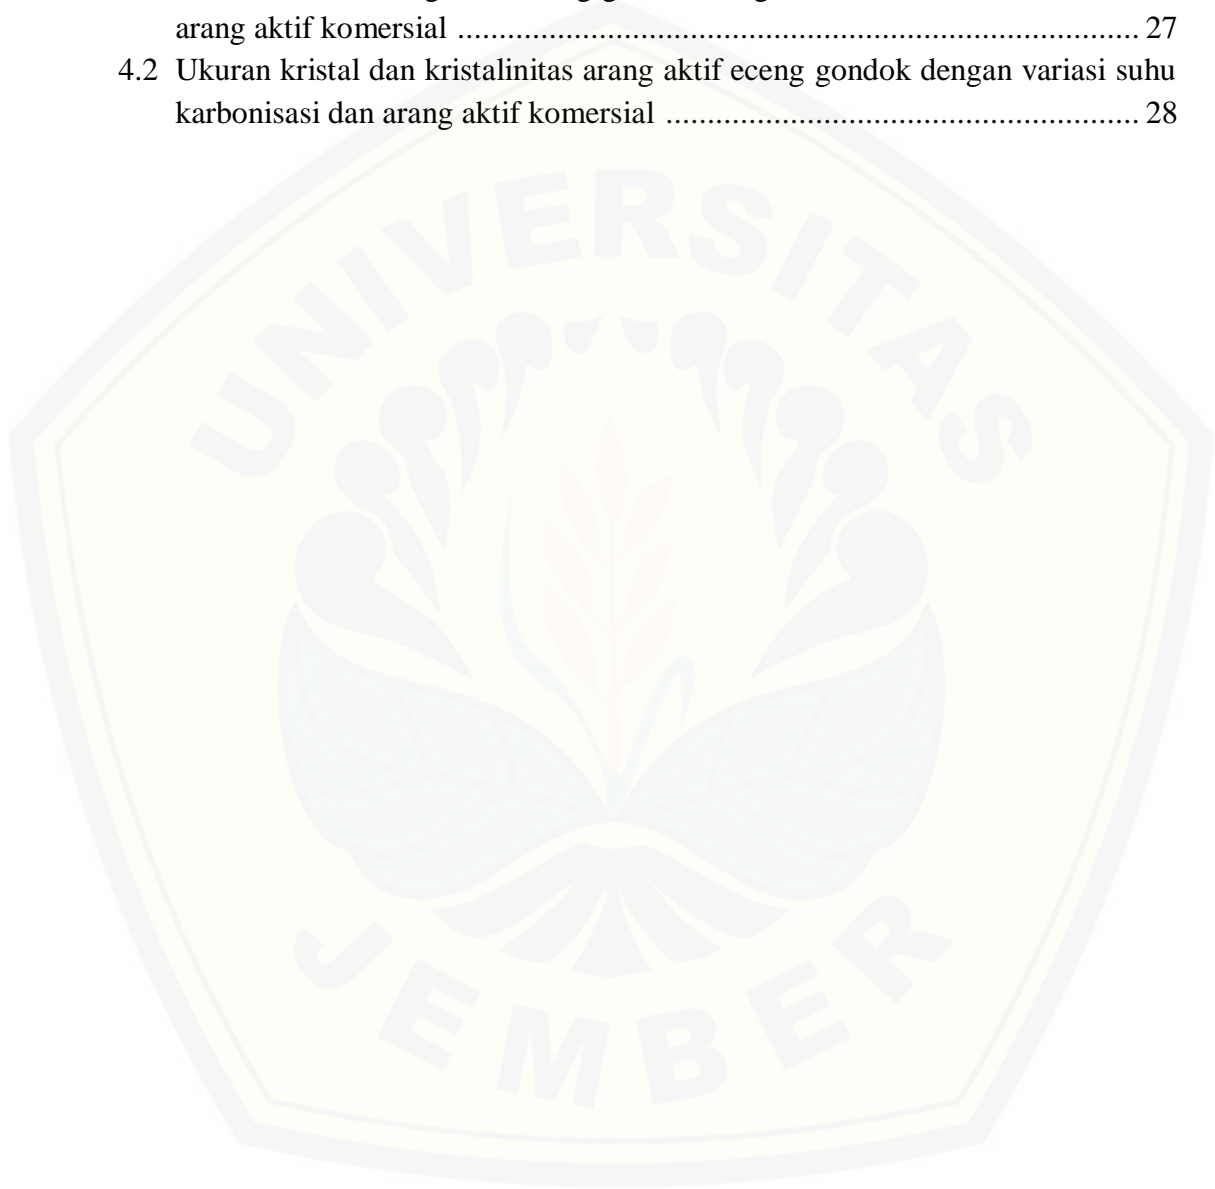 arang aktif komersial ...................................................................... 27
4.2 Ukuran kristal dan kristalinitas arang aktif eceng gondok dengan variasi suhu
karbonisasi dan arang aktif komersial ................................................ 28
UNIVERSITAS
JEMBER